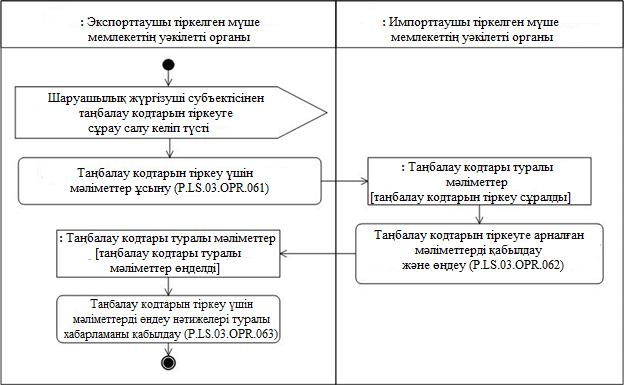 : Экспорттаушы тіркелген мүше
мемлекеттің уәкілетті органы
: Импорттаушы тіркелген мүше
мемлекеттің уәкілетті органы
Шаруашылық жүргізуші субъектісінен
таңбалау кодтарын тіркеуге
сұрау салу келіп түсті
Таңбалау кодтарын тіркеу үшін
мәліметтер ұсыну (P.LS.03.OPR.061)
: Таңбалау кодтары туралы
мәліметтер
[таңбалау кодтарын тіркеу сұралды]
Таңбалау кодтарын тіркеуге арналған
мәліметтерді қабылдау
және өңдеу (P.LS.03.OPR.062)
: Таңбалау кодтары туралы мәліметтер
[таңбалау кодтары туралы
мәліметтер өңделді]
Таңбалау кодтарын тіркеу үшін
мәліметтерді өңдеу нәтижелері туралы
хабарламаны қабылдау (P.LS.03.OPR.063)